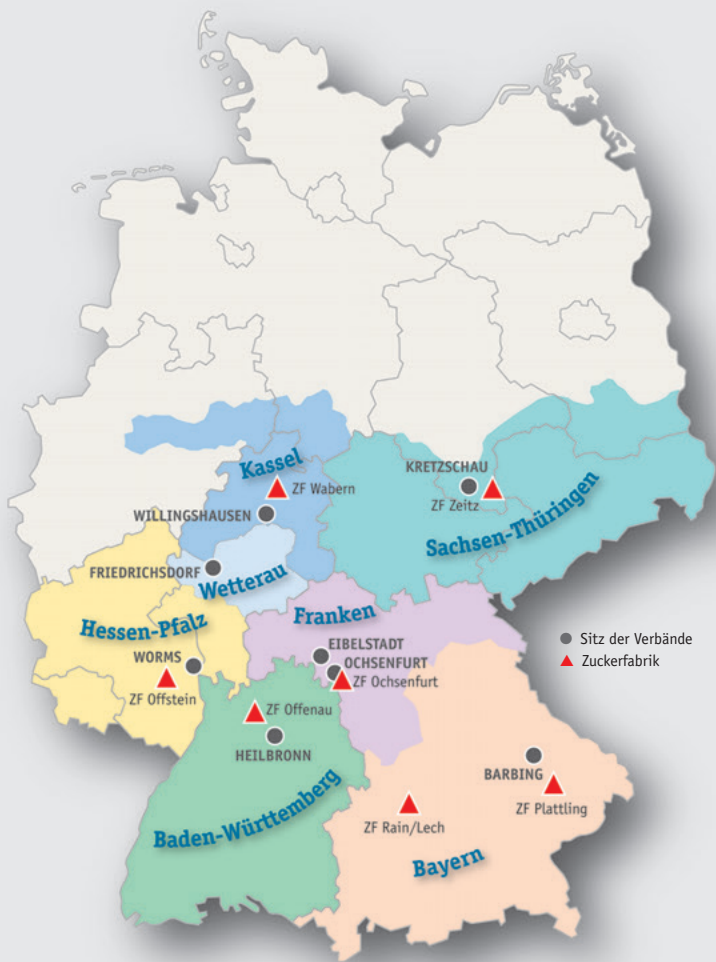 Kassel
ZF Wabern
WILLINGSHAUSEN
KRETZSCHAU
ZF Zeitz
Sachsen-Thüringen
FRIEDRICHSDORF
Wetterau
Hessen-Pfalz
Franken
WORMS
ZF Offstein
EIBELSTADT
OCHSENFURT
ZF Ochsenfurt
Sitz der Verbände
Zuckerfabrik
ZF Offenau
HEILBRONN
Baden-Württemberg
BARBING
ZF Plattling
ZF Rain/Lech
Bayern